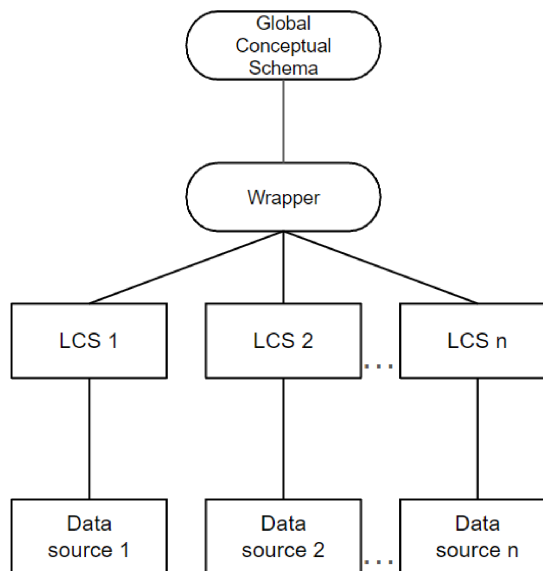 Global
Conceptual
Schema
Wrapper
LCS 1
LCS 2
...
LCS n
Data
source 1
Data
source 2
...
Data
source n